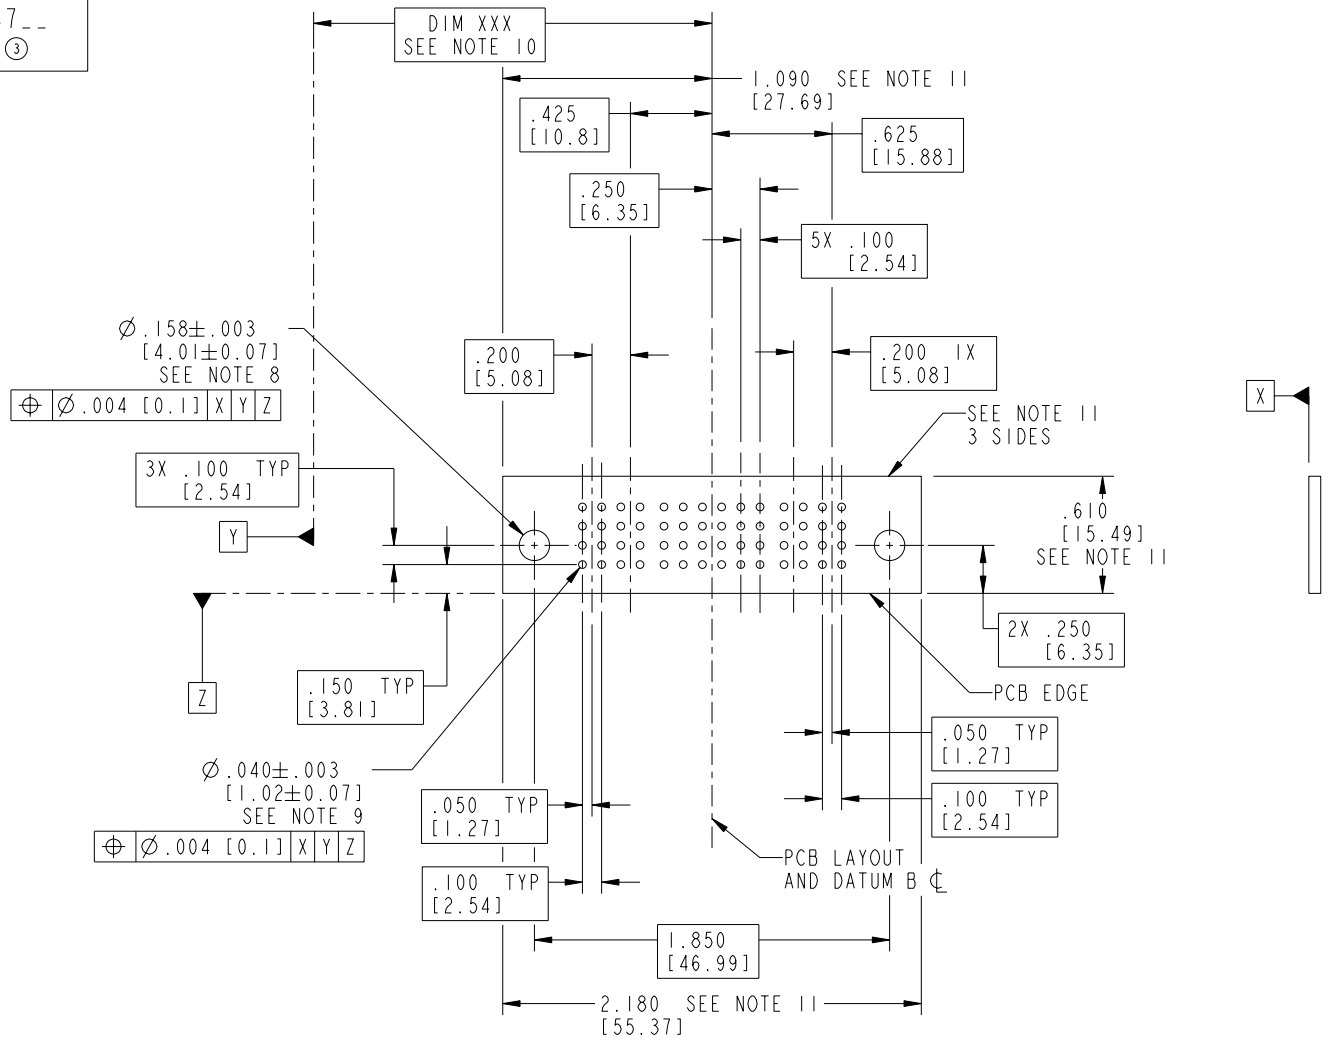 7__
3
DIM XXX
SEE NOTE 10
1.090 SEE NOTE 11
[27.69]
.425
[10.8]
.625
[15.88]
.250
[6.35]
5X .100
[2.54]
Ø.158±.003
[4.01±0.07]
SEE NOTE 8
⌖ Ø.004 [0.1] X Y Z
.200
[5.08]
.200 1X
[5.08]
X
SEE NOTE 11
3 SIDES
3X .100 TYP
[2.54]
Y
.610
[15.49]
SEE NOTE 11
2X .250
[6.35]
Z
.150 TYP
[3.81]
PCB EDGE
.050 TYP
[1.27]
Ø.040±.003
[1.02±0.07]
SEE NOTE 9
⌖ Ø.004 [0.1] X Y Z
.050 TYP
[1.27]
.100 TYP
[2.54]
PCB LAYOUT
AND DATUM B ℄
.100 TYP
[2.54]
1.850
[46.99]
2.180 SEE NOTE 11
[55.37]